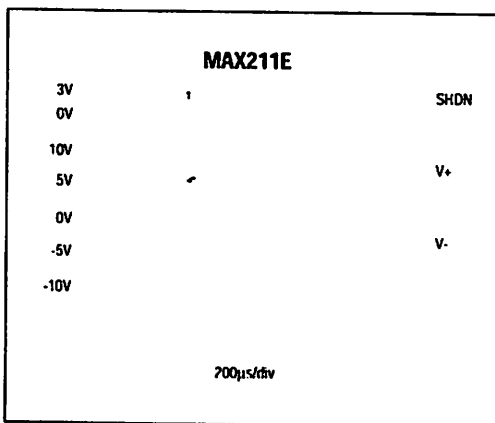 MAX211E
3V
SHDN
0V
10V
5V
V+
0V
-5V
V-
-10V
200µs/div